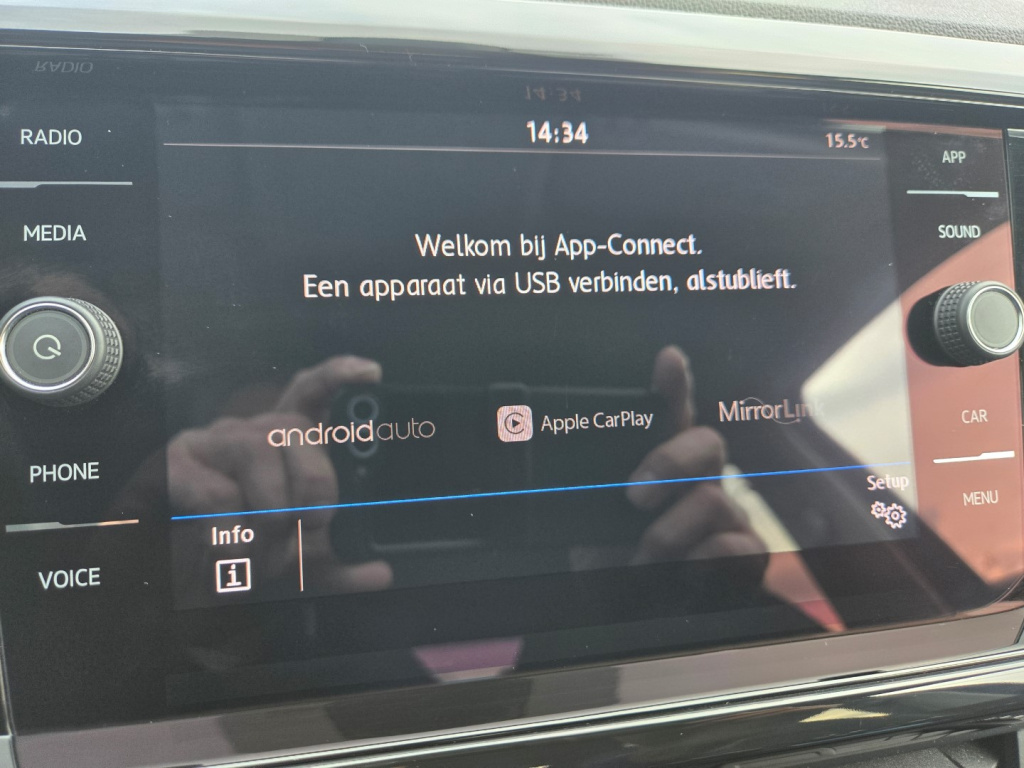 RADIO
MEDIA
PHONE
VOICE
14:34
15.5°C
Welkom bij App-Connect.
Een apparaat via USB verbinden, alstublieft.
androidauto
Apple CarPlay
MirrorLink
Info
i
Setup
APP
SOUND
CAR
MENU